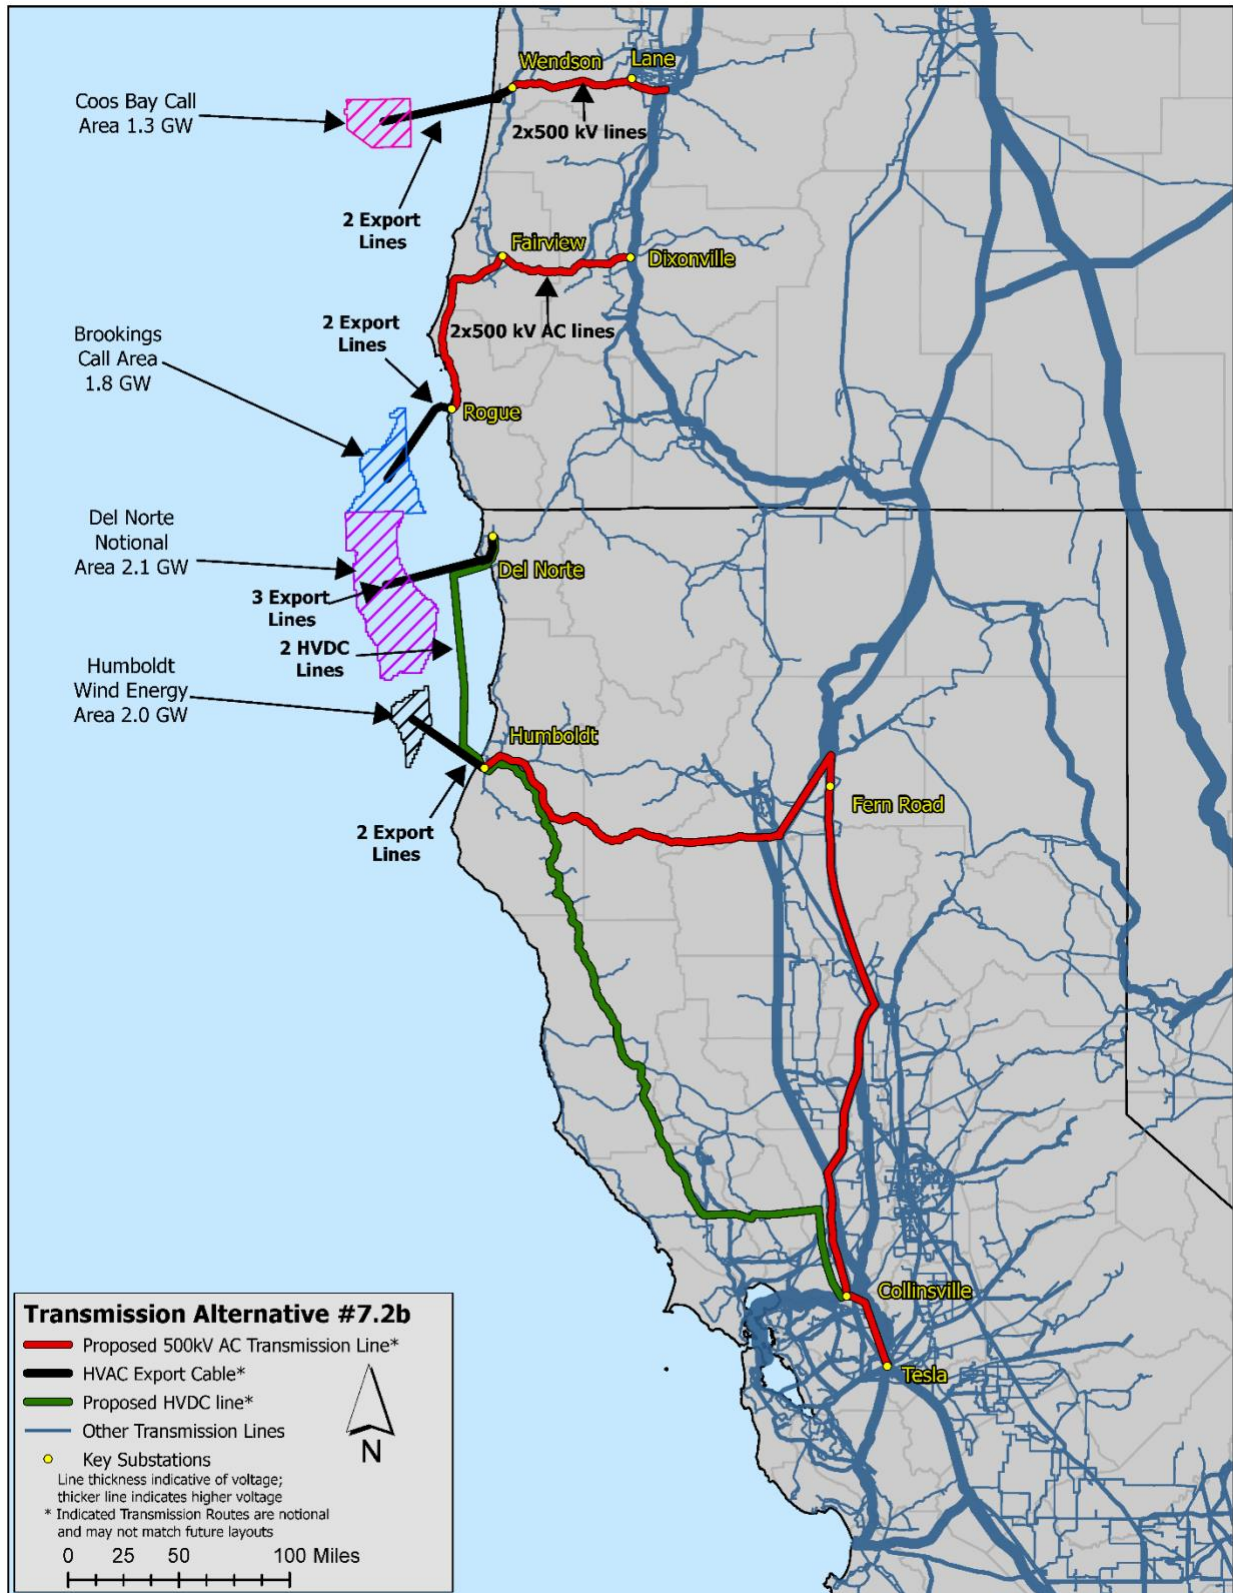 Wendson
Lane
Coos Bay Call
Area 1.3 GW
2x500 kV lines
2 Export
Lines
Fairview
Dixonville
2 Export
Lines
2x500 kV AC lines
Brookings
Call Area
1.8 GW
Rogue
Del Norte
Notional
Area 2.1 GW
Del Norte
3 Export
Lines
2 HVDC
Lines
Humboldt
Wind Energy
Area 2.0 GW
Humboldt
Fern Road
2 Export
Lines
Collinsville
Tesla
Transmission Alternative #7.2b
Proposed 500kV AC Transmission Line*
HVAC Export Cable*
Proposed HVDC line*
Other Transmission Lines
Key Substations
Line thickness indicative of voltage;
thicker line indicates higher voltage
* Indicated Transmission Routes are notional
and may not match future layouts
N
0 25 50 100 Miles